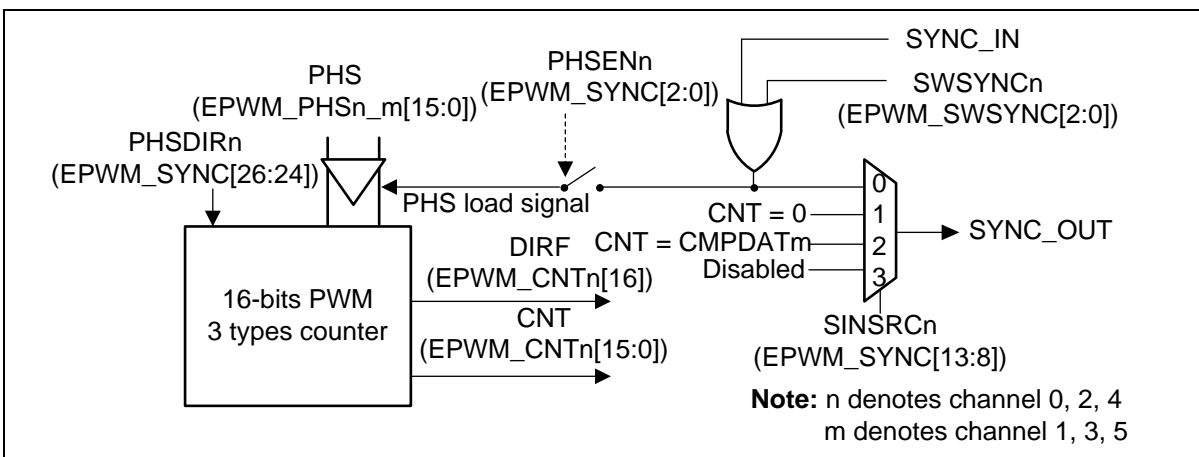 SYNC_IN
PHSENn
(EPWM_SYNC[2:0])
SWSYNCn
(EPWM_SWSYNC[2:0])
PHS
(EPWM_PHSn_m[15:0])
PHSDIRn
(EPWM_SYNC[26:24])
PHS load signal
0
CNT = 0
1
SYNC_OUT
CNT = CMPDATm
2
Disabled
3
DIRF
(EPWM_CNTn[16])
16-bits PWM
3 types counter
CNT
(EPWM_CNTn[15:0])
SINSRCn
(EPWM_SYNC[13:8])
Note: n denotes channel 0, 2, 4
m denotes channel 1, 3, 5